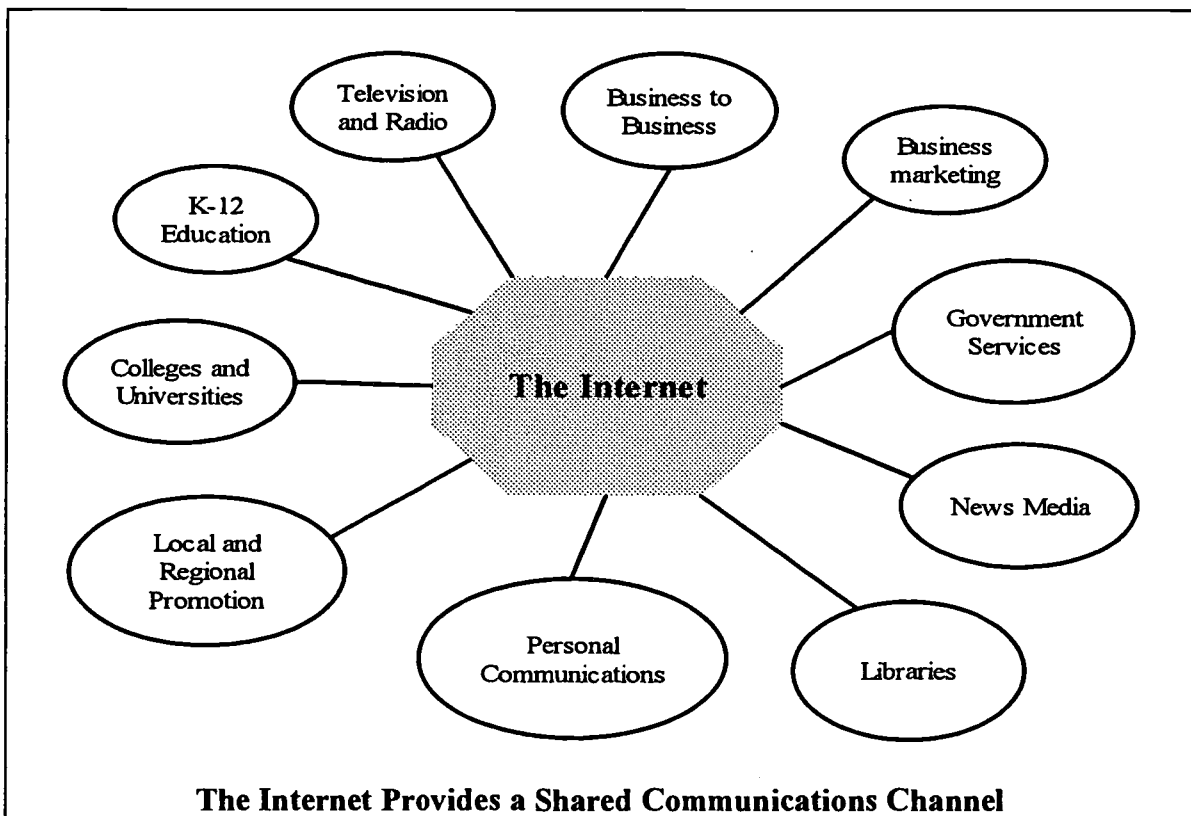 Television
and Radio
Business to
Business
Business
marketing
K-12
Education
Government
Services
Colleges and
Universities
The Internet
News Media
Local and
Regional
Promotion
Personal
Communications
Libraries
The Internet Provides a Shared Communications Channel